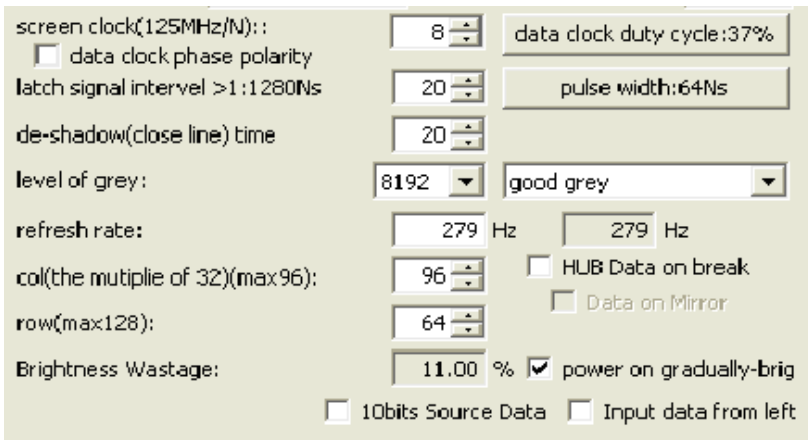 screen clock(125MHz/N):: 8 data clock duty cycle:37%
data clock phase polarity
latch signal intervel >1:1280Ns 20 pulse width:64Ns
de-shadow(close line) time 20
level of grey: 8192 good grey
refresh rate: 279 Hz 279 Hz
col(the mutiplie of 32)(max96): 96 HUB Data on break
Data on Mirror
row(max128): 64
Brightness Wastage: 11.00 % power on gradually-brig
10bits Source Data Input data from left